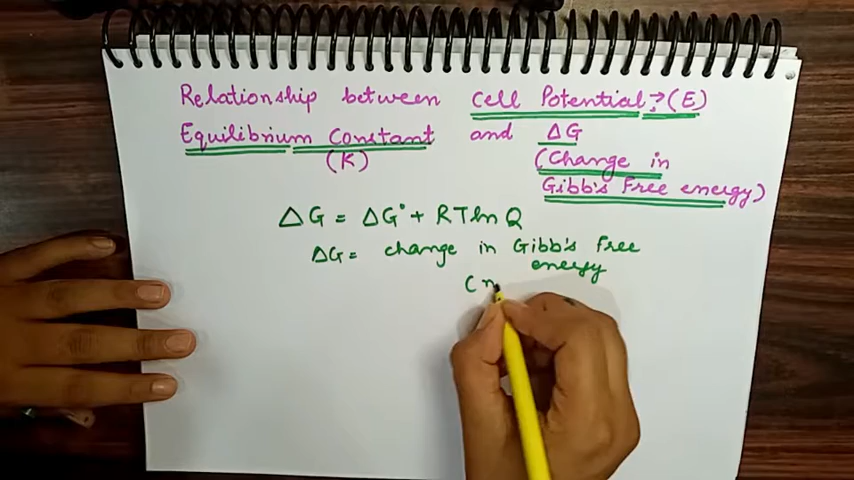 Relationship between Cell Potential ?(E)
Equilibrium Constant and ΔG
(K) (Change in
Gibb's Free energy)
ΔG = ΔG° + RTln Q
ΔG = change in Gibb's Free
energy
(n